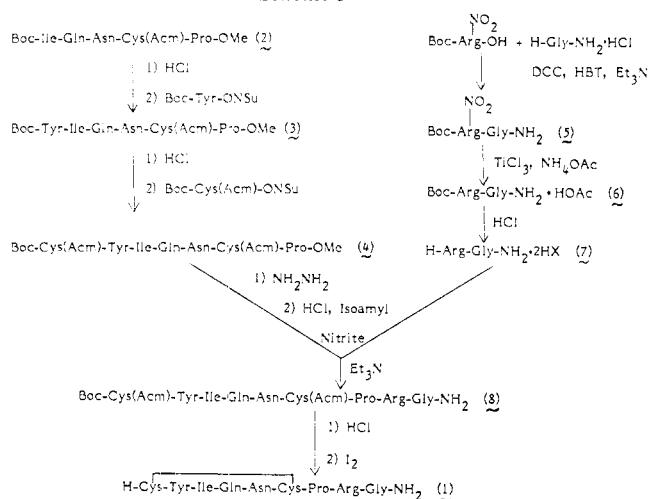 Boc-Ile-Gln-Asn-Cys(Acm)-Pro-OMe (2)
1) HCl
2) Boc-Tyr-ONSu
Boc-Tyr-Ile-Gln-Asn-Cys(Acm)-Pro-OMe (3)
1) HCl
2) Boc-Cys(Acm)-ONSu
Boc-Cys(Acm)-Tyr-Ile-Gln-Asn-Cys(Acm)-Pro-OMe (4)
NO2
Boc-Arg-OH + H-Gly-NH2·HCl
DCC, HBT, Et3N
NO2
Boc-Arg-Gly-NH2 (5)
TiCl3, NH4OAc
Boc-Arg-Gly-NH2 • HOAc (6)
HCl
H-Arg-Gly-NH2•2HX (7)
1) NH2NH2
2) HCl, Isoamyl
Nitrite
Et3N
Boc-Cys(Acm)-Tyr-Ile-Gln-Asn-Cys(Acm)-Pro-Arg-Gly-NH2 (8)
1) HCl
2) I2
H-Cys-Tyr-Ile-Gln-Asn-Cys-Pro-Arg-Gly-NH2 (1)